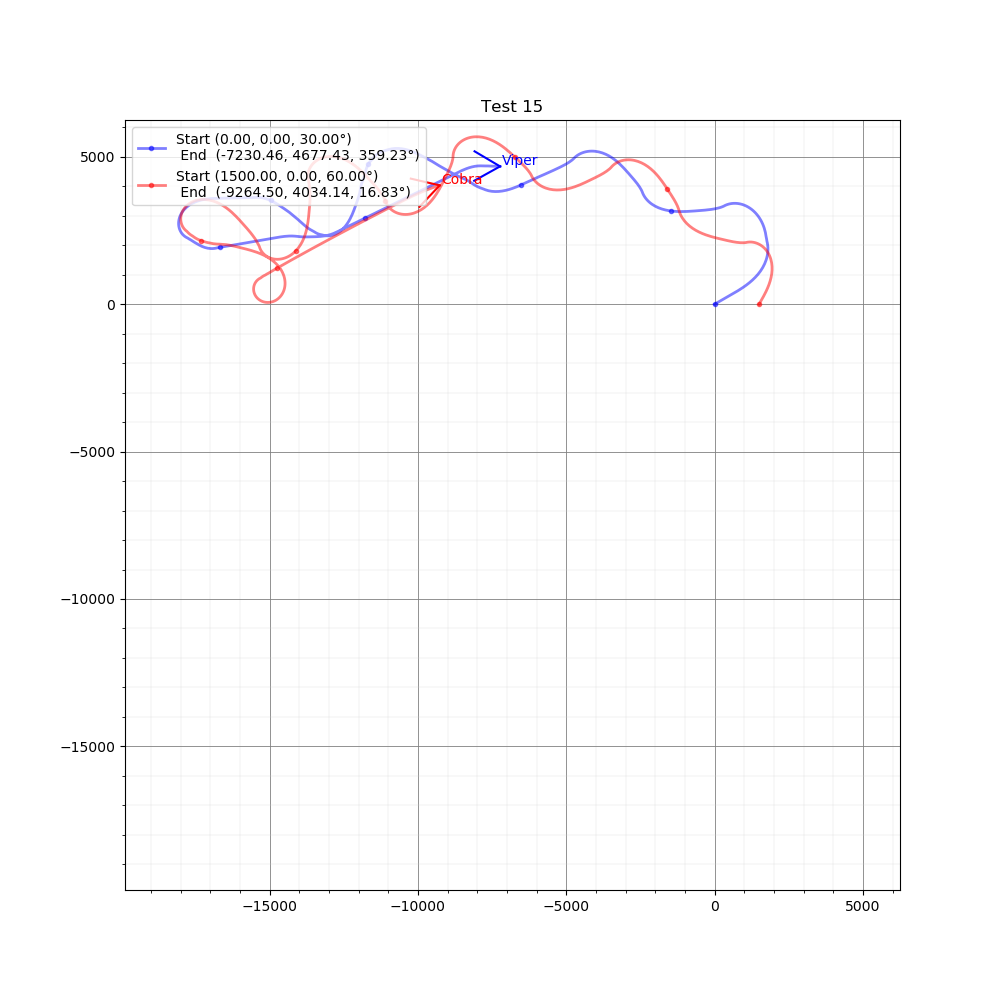 Test 15
Start (0.00, 0.00, 30.00°)
End (-7230.46, 4677.43, 359.23°)
Start (1500.00, 0.00, 60.00°)
End (-9264.50, 4034.14, 16.83°)
Viper
Cobra
5000
0
−5000
−10000
−15000
−15000
−10000
−5000
0
5000